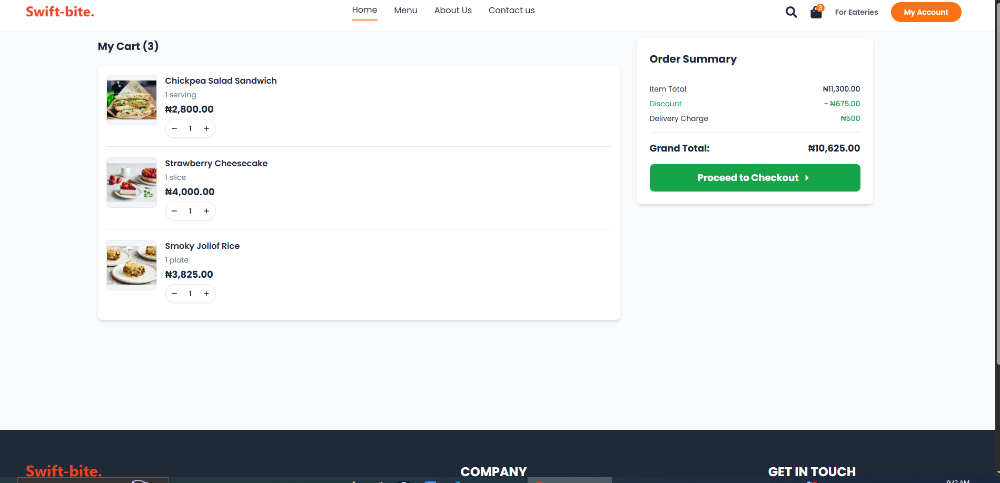 Swift-bite.
Home Menu About Us Contact us
3
For Eateries
My Account
My Cart (3)
Chickpea Salad Sandwich
1 serving
₦2,800.00
− 1 +
Strawberry Cheesecake
1 slice
₦4,000.00
− 1 +
Smoky Jollof Rice
1 plate
₦3,825.00
− 1 +
Order Summary
Item Total ₦11,300.00
Discount - ₦675.00
Delivery Charge ₦500
Grand Total: ₦10,625.00
Proceed to Checkout
Swift-bite.
COMPANY
GET IN TOUCH
9:42 AM